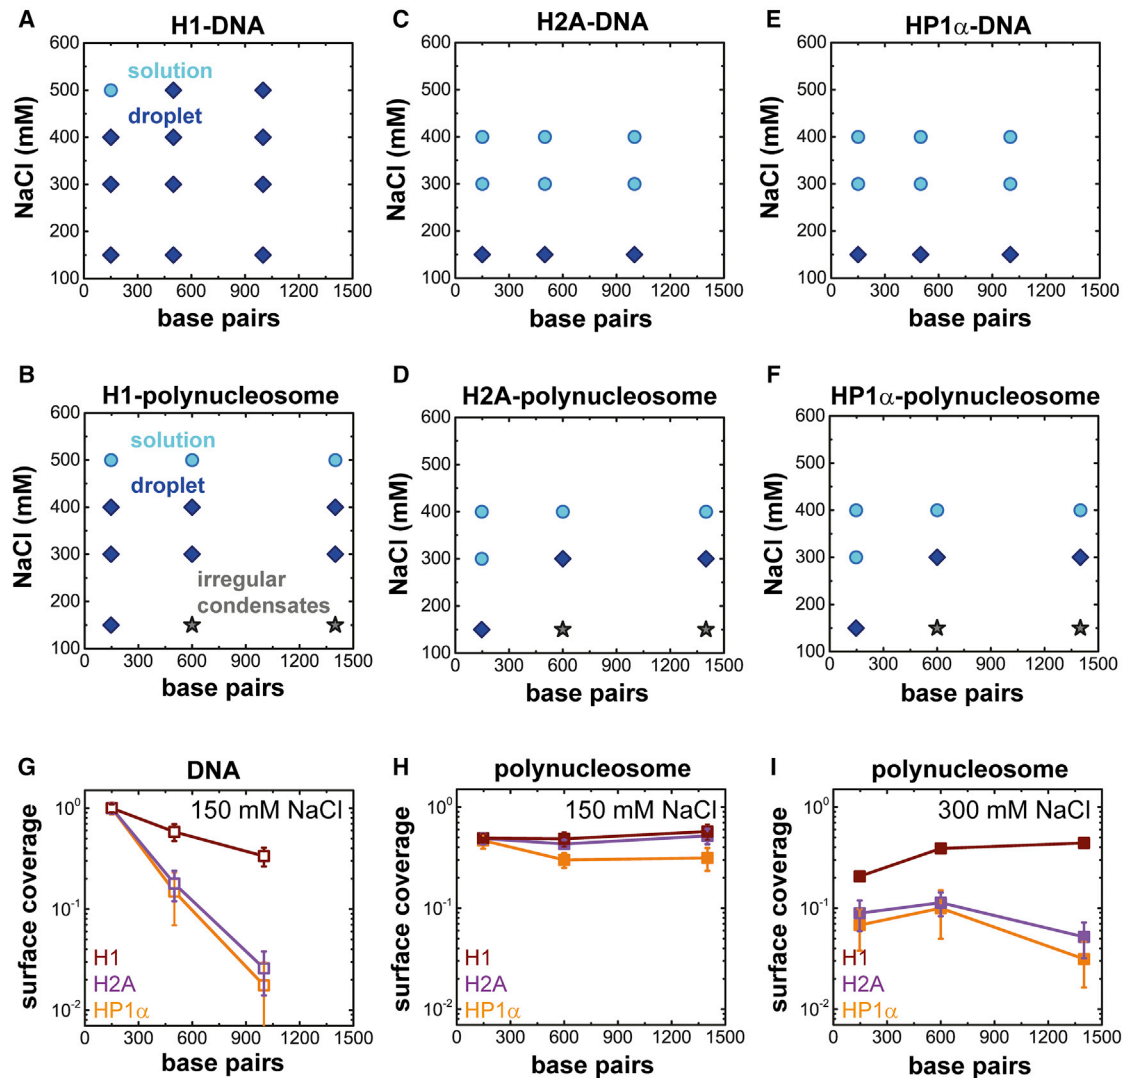 A
H1-DNA
600
500
400
300
200
100
NaCl (mM)
solution
droplet
0 300 600 900 1200 1500
base pairs
C
H2A-DNA
600
500
400
300
200
100
NaCl (mM)
0 300 600 900 1200 1500
base pairs
E
HP1α-DNA
600
500
400
300
200
100
NaCl (mM)
0 300 600 900 1200 1500
base pairs
B
H1-polynucleosome
600
500
400
300
200
100
NaCl (mM)
solution
droplet
irregular
condensates
0 300 600 900 1200 1500
base pairs
D
H2A-polynucleosome
600
500
400
300
200
100
NaCl (mM)
0 300 600 900 1200 1500
base pairs
F
HP1α-polynucleosome
600
500
400
300
200
100
NaCl (mM)
0 300 600 900 1200 1500
base pairs
G
DNA
150 mM NaCl
10⁰
10⁻¹
10⁻²
surface coverage
H1
H2A
HP1α
0 300 600 900 1200 1500
base pairs
H
polynucleosome
150 mM NaCl
10⁰
10⁻¹
10⁻²
surface coverage
H1
H2A
HP1α
0 300 600 900 1200 1500
base pairs
I
polynucleosome
300 mM NaCl
10⁰
10⁻¹
10⁻²
surface coverage
H1
H2A
HP1α
0 300 600 900 1200 1500
base pairs